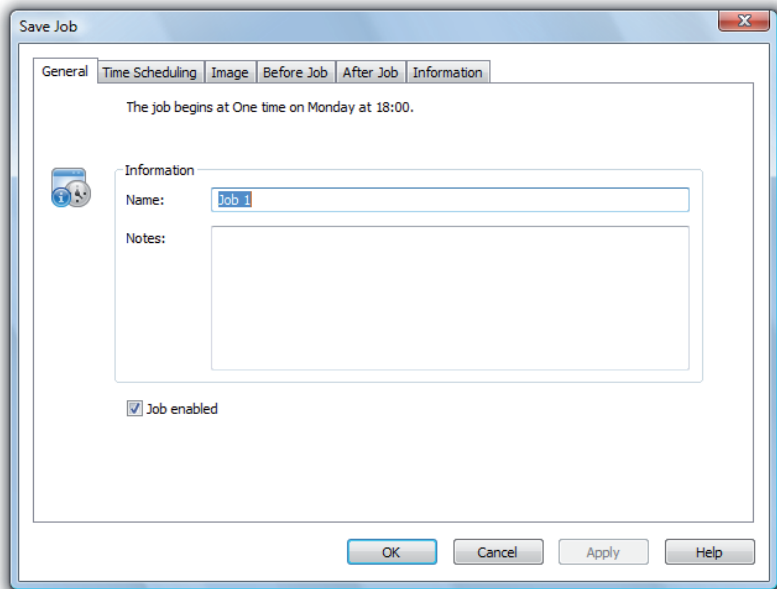 Save Job
General Time Scheduling Image Before Job After Job Information
The job begins at One time on Monday at 18:00.
Information
Name: Job 1
Notes:
Job enabled
OK Cancel Apply Help